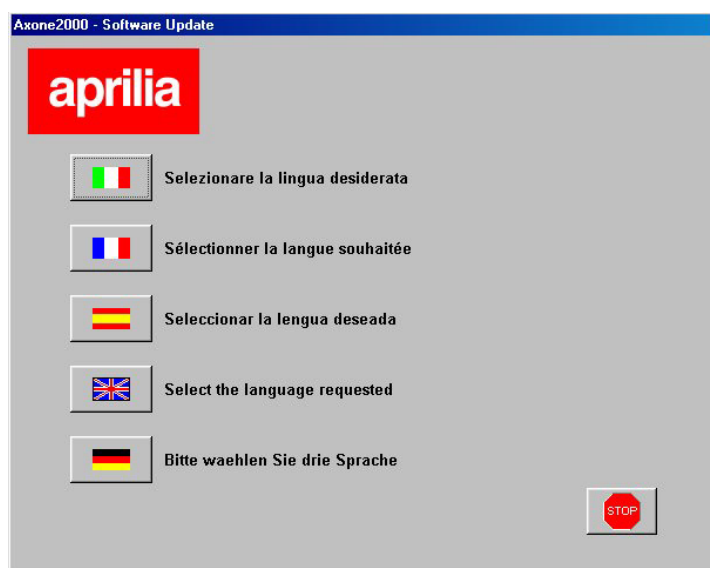 Axone2000 - Software Update
aprilia
Selezionare la lingua desiderata
Sélectionner la langue souhaitée
Seleccionar la lengua deseada
Select the language requested
Bitte waehlen Sie drie Sprache
STOP